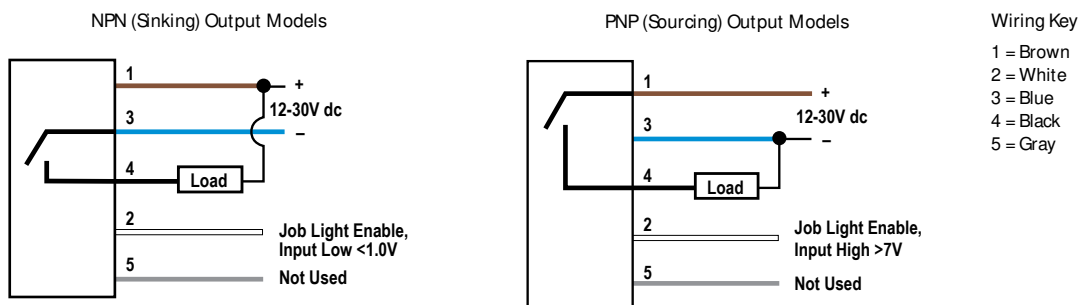 NPN (Sinking) Output Models
1
+
12-30V dc
3
–
4
Load
2
Job Light Enable,
Input Low <1.0V
5
Not Used
PNP (Sourcing) Output Models
1
+
12-30V dc
3
–
4
Load
2
Job Light Enable,
Input High >7V
5
Not Used
Wiring Key
1 = Brown
2 = White
3 = Blue
4 = Black
5 = Gray